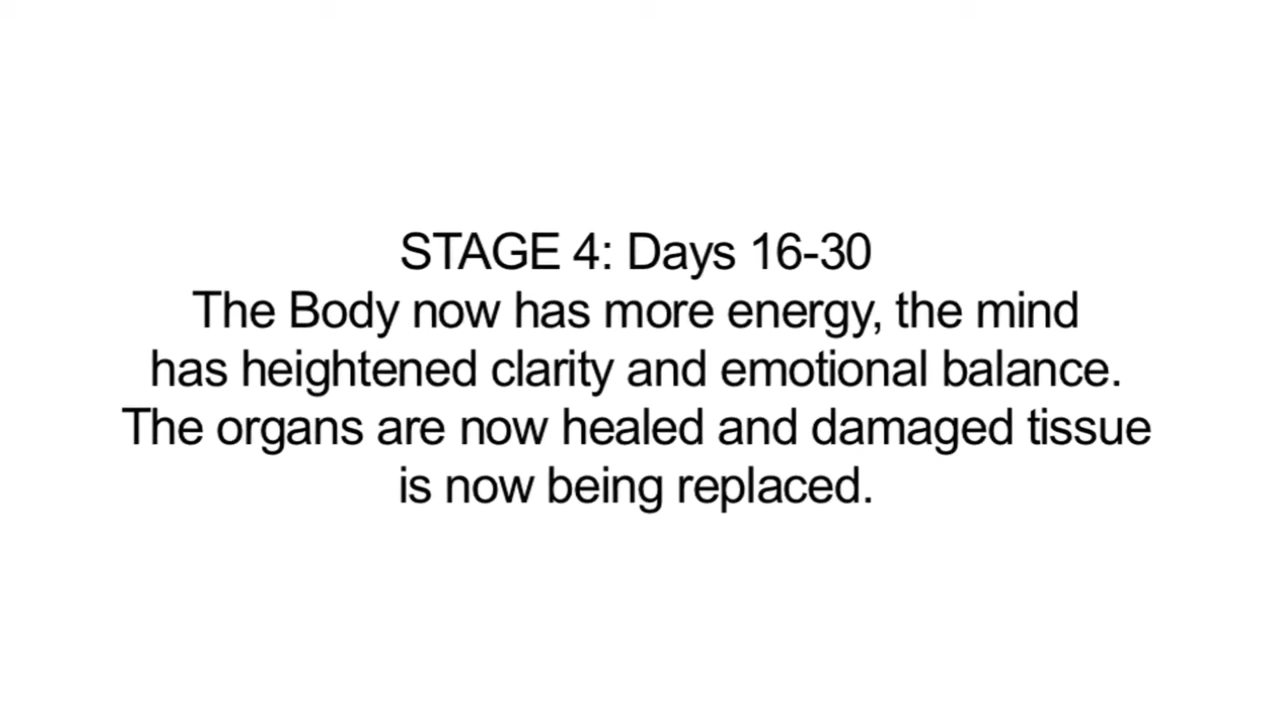 STAGE 4: Days 16-30
The Body now has more energy, the mind
has heightened clarity and emotional balance.
The organs are now healed and damaged tissue
is now being replaced.